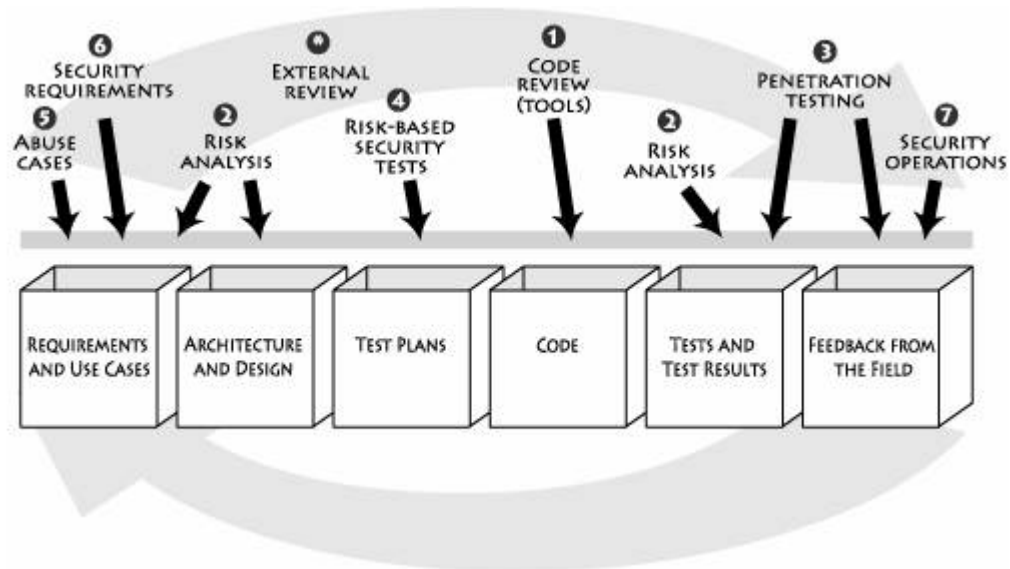 6
SECURITY
REQUIREMENTS
5
ABUSE
CASES
2
RISK
ANALYSIS
*
EXTERNAL
REVIEW
4
RISK-BASED
SECURITY
TESTS
1
CODE
REVIEW
(TOOLS)
2
RISK
ANALYSIS
3
PENETRATION
TESTING
7
SECURITY
OPERATIONS
REQUIREMENTS
AND USE CASES
ARCHITECTURE
AND DESIGN
TEST PLANS
CODE
TESTS AND
TEST RESULTS
FEEDBACK FROM
THE FIELD